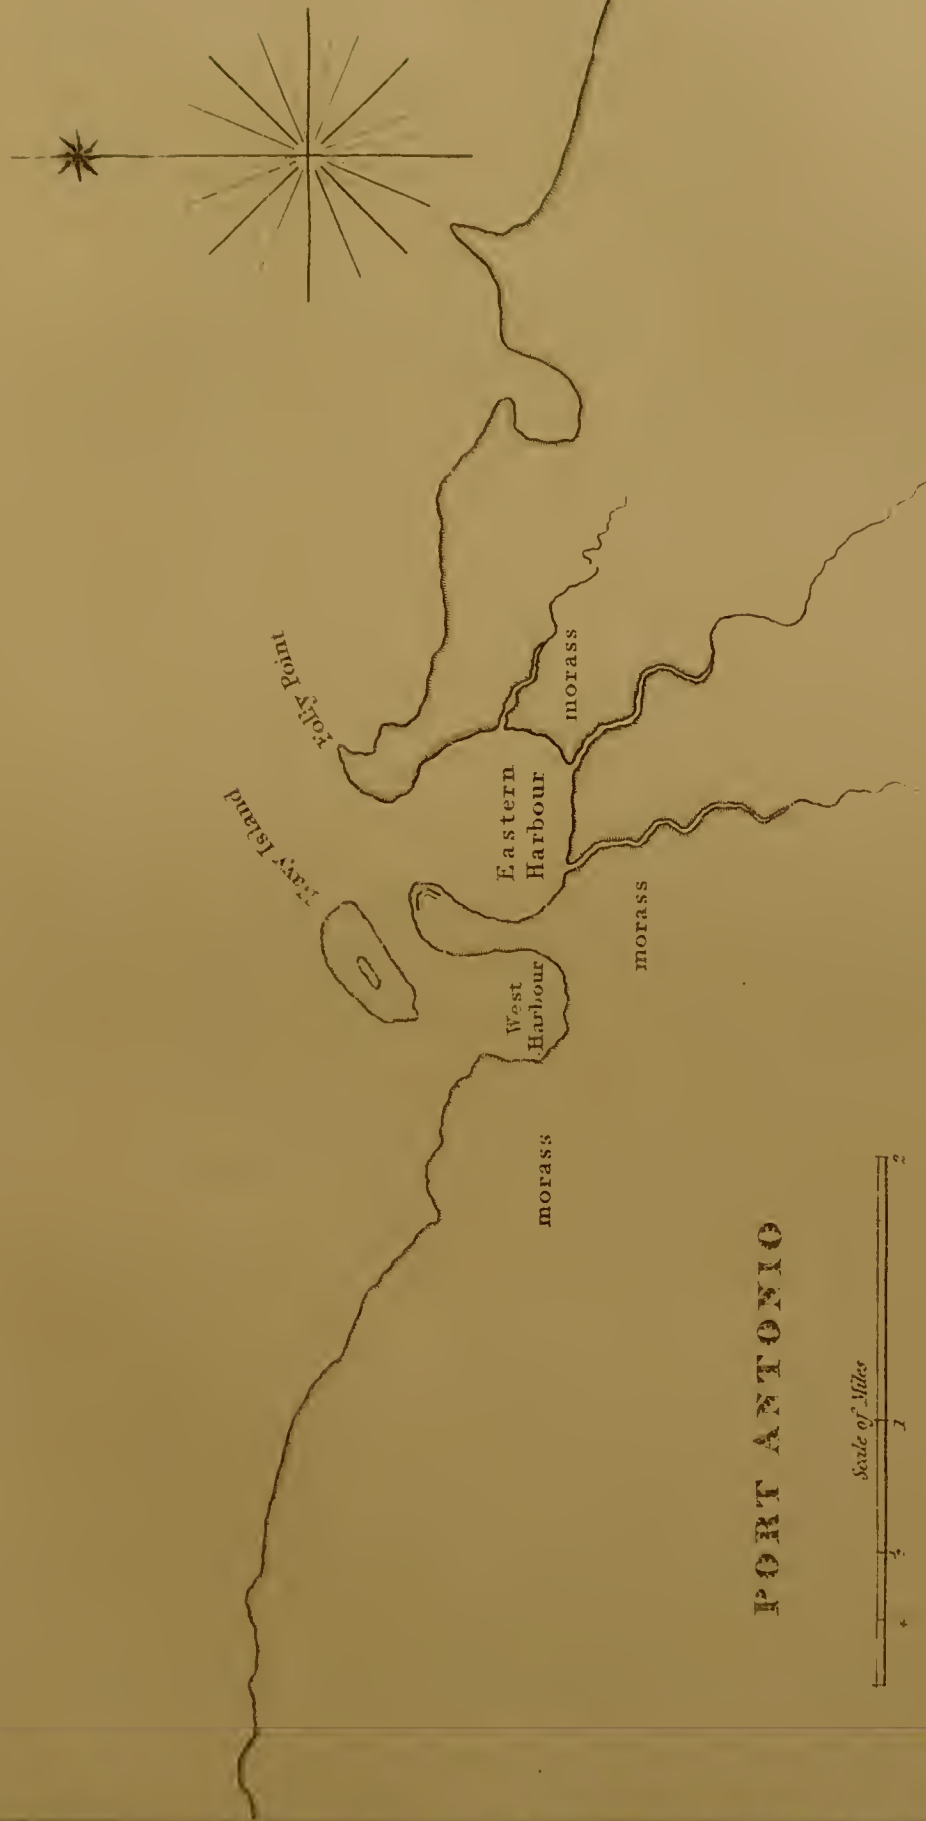 Navy Island
Folly Point
Eastern
Harbour
West
Harbour
morass
morass
morass
PORT ANTONIO
Scale of Miles
1
2